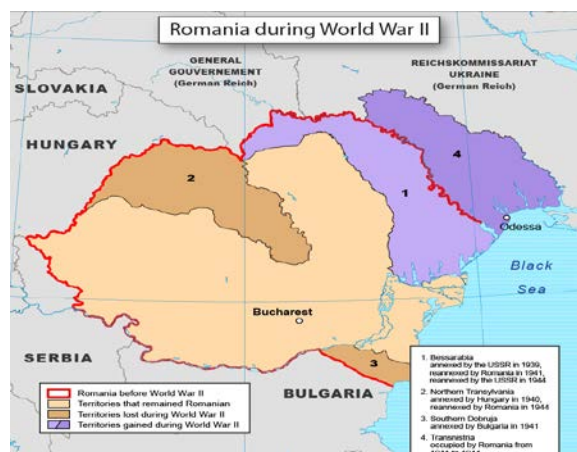 Romania during World War II
GENERAL
GOUVERNEMENT
(German Reich)
REICHSKOMMISSARIAT
UKRAINE
(German Reich)
SLOVAKIA
HUNGARY
4
2
1
Odessa
Black
Sea
Bucharest
SERBIA
3
BULGARIA
Romania before World War II
Territories that remained Romanian
Territories lost during World War II
Territories gained during World War II
1. Bessarabia
annexed by the USSR in 1939,
reannexed by Romania in 1941,
reannexed by the USSR in 1944
2. Northern Transylvania
annexed by Hungary in 1940,
reannexed by Romania in 1944
3. Southern Dobruja
annexed by Bulgaria in 1941
4. Transnistria
occupied by Romania from